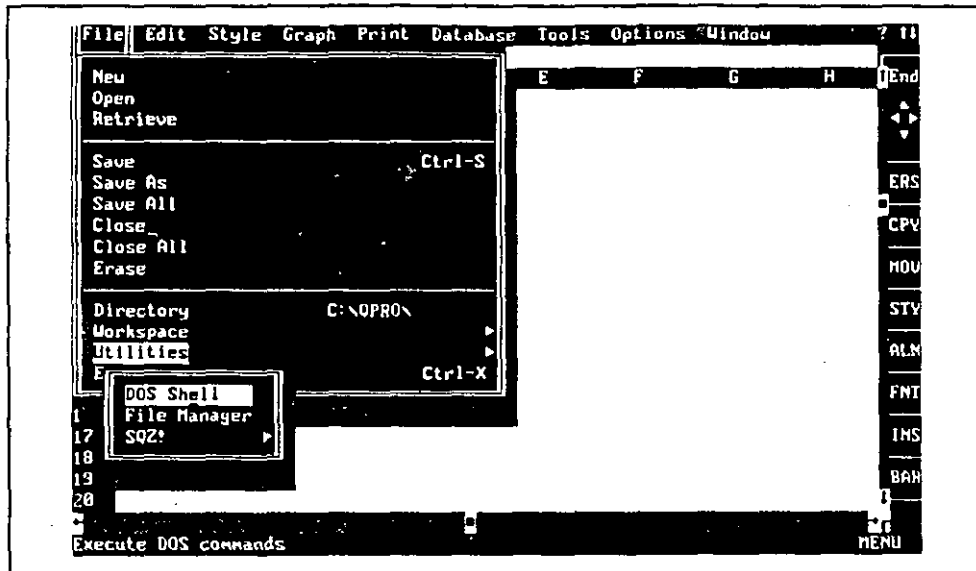 File Edit Style Graph Print Database Tools Options Window ? ↑↓
E F G H End
New
Open
Retrieve
Save Ctrl-S
Save As
Save All
Close
Close All
Erase
Directory C:\QPRO\
Workspace
Utilities
E Ctrl-X
DOS Shell
File Manager
SQZ!
1
17
18
19
20
ERS
CPY
MOV
STY
ALN
FNT
INS
BAR
Execute DOS commands MENU